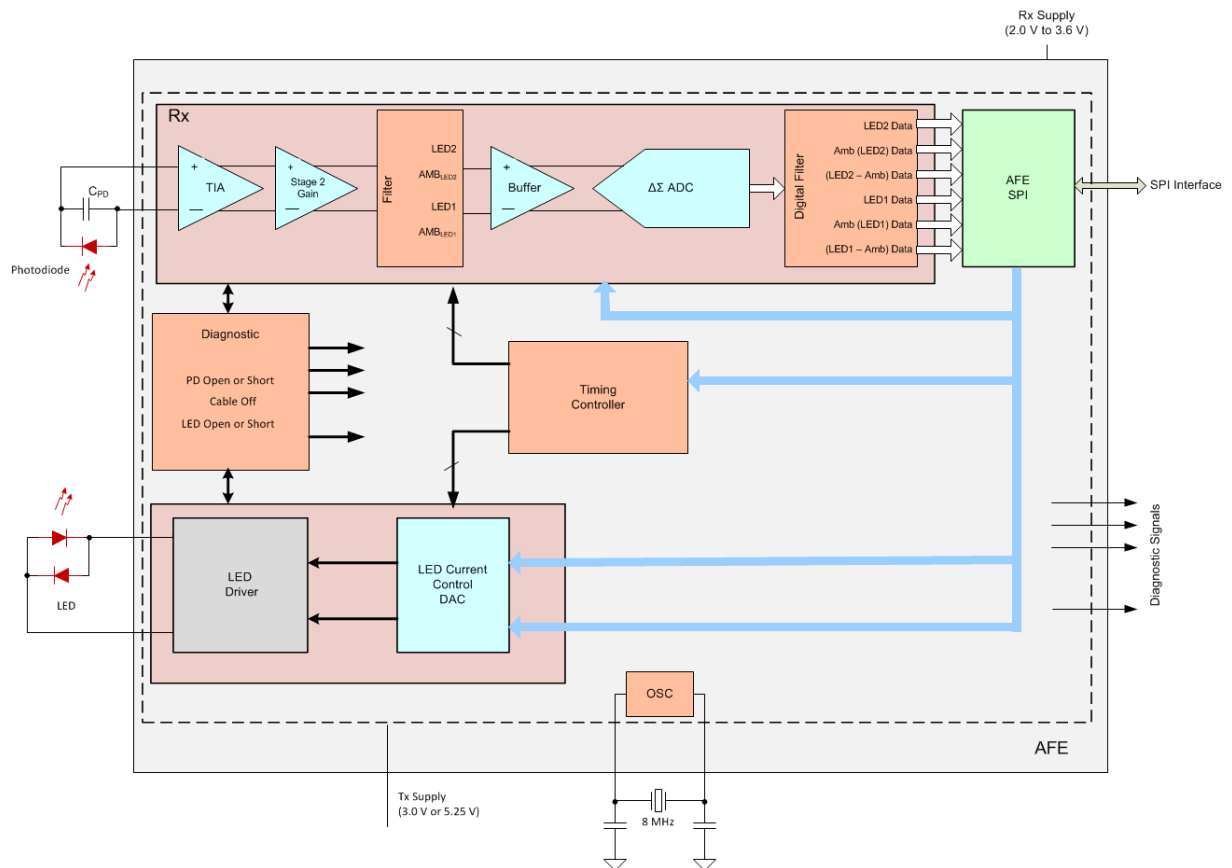 Rx Supply
(2.0 V to 3.6 V)
Rx
LED2 Data
LED2
Amb (LED2) Data
+
+
+
AMBLED2
(LED2 – Amb) Data
AFE
SPI
SPI Interface
CPD
TIA
Stage 2
Gain
Filter
Buffer
ΔΣ ADC
Digital Filter
LED1 Data
LED1
Amb (LED1) Data
AMBLED1
(LED1 – Amb) Data
Photodiode
Diagnostic
PD Open or Short
Cable Off
LED Open or Short
Timing
Controller
LED
LED
Driver
LED Current
Control
DAC
Diagnostic Signals
OSC
AFE
Tx Supply
(3.0 V or 5.25 V)
8 MHz